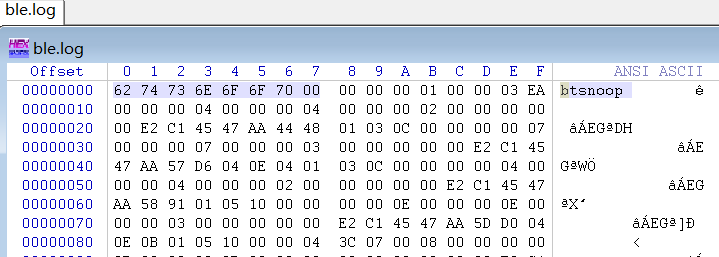 ble.log
ble.log
Offset 0 1 2 3 4 5 6 7 8 9 A B C D E F ANSI ASCII
00000000 62 74 73 6E 6F 6F 70 00 00 00 00 01 00 00 03 EA btsnoop ê
00000010 00 00 00 04 00 00 00 04 00 00 00 02 00 00 00 00
00000020 00 E2 C1 45 47 AA 44 48 01 03 0C 00 00 00 00 07 âÁEGªDH
00000030 00 00 00 07 00 00 00 03 00 00 00 00 00 E2 C1 45 âÁE
00000040 47 AA 57 D6 04 0E 04 01 03 0C 00 00 00 00 04 00 GªWÖ
00000050 00 00 04 00 00 00 02 00 00 00 00 00 E2 C1 45 47 âÁEG
00000060 AA 58 91 01 05 10 00 00 00 00 0E 00 00 00 0E 00 ªX‘
00000070 00 00 03 00 00 00 00 00 E2 C1 45 47 AA 5D D0 04 âÁEGª]Ð
00000080 0E 0B 01 05 10 00 00 04 3C 07 00 08 00 00 00 00 <